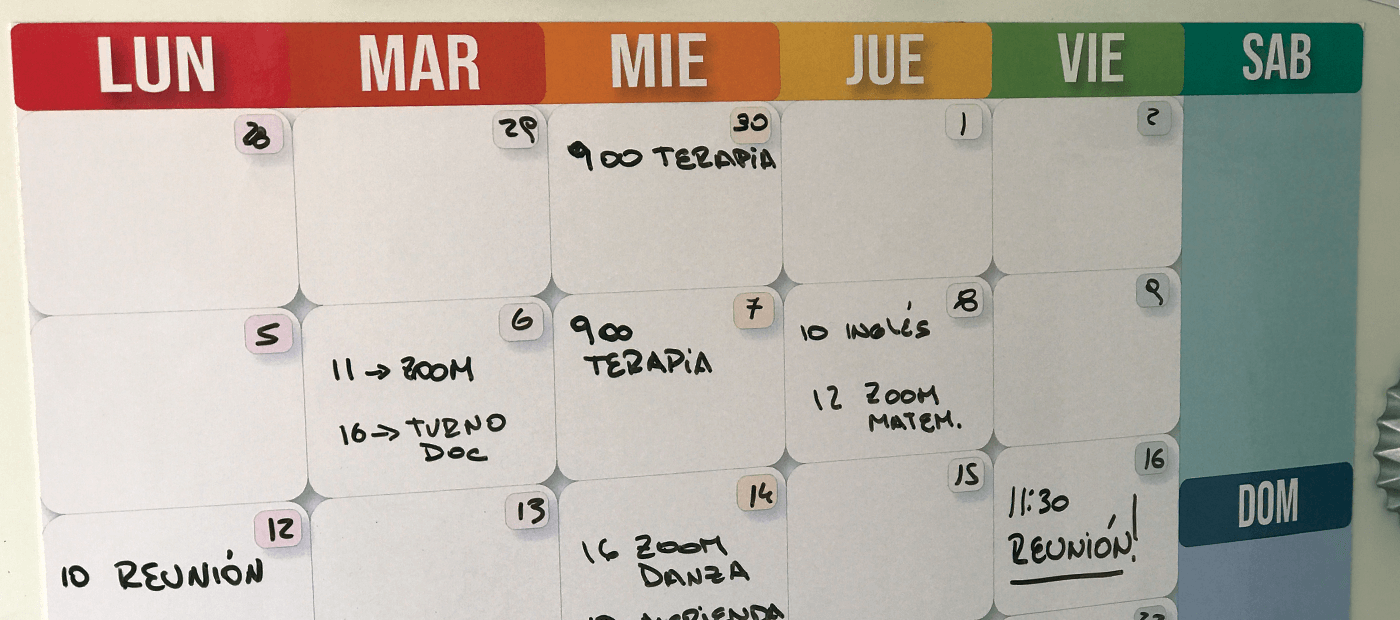 LUN MAR MIE JUE VIE SAB
28 29 30 1 2
900 TERAPiA
5 6 7 8 9
11 → ZOOM
16 → TURNO
DOC
900
TERAPiA
10 INGLÉS
12 ZOOM
MATEM.
12 13 14 15 16
10 REUNIÓN
16 ZOOM
DANZA
11:30
REUNIÓN!
DOM